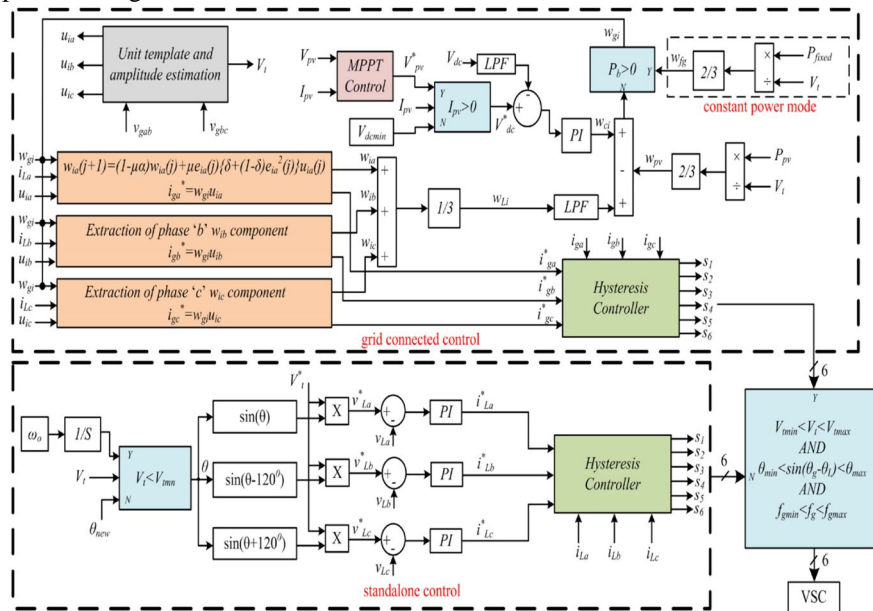 u_ia
u_ib
u_ic
Unit template and
amplitude estimation
V_t
v_gab
v_gbc
V_pv
I_pv
MPPT
Control
V*_pv
I_pv
V_dcmin
Y
I_pv>0
N
V_dc
LPF
-
+
V*_dc
PI
w_ci
w_gi
P_b>0
Y
N
w_fg
2/3
×
÷
P_fixed
V_t
constant power mode
+
-
+
w_pv
2/3
×
÷
P_pv
V_t
w_gi
i_La
u_ia
w_ia(j+1)=(1-μα)w_ia(j)+μe_ia(j){δ+(1-δ)e_ia^2(j)}u_ia(j)
i_ga*=w_gi u_ia
w_gi
i_Lb
u_ib
Extraction of phase ‘b’ w_ib component
i_gb*=w_gi u_ib
w_gi
i_Lc
u_ic
Extraction of phase ‘c’ w_ic component
i_gc*=w_gi u_ic
w_ia
w_ib
w_ic
+
+
+
1/3
w_Li
LPF
i*_ga
i*_gb
i*_gc
i_ga
i_gb
i_gc
Hysteresis
Controller
s_1
s_2
s_3
s_4
s_5
s_6
grid connected control
6
ω_o
1/S
V_t
θ_new
Y
V_t<V_tmn
N
θ
sin(θ)
sin(θ-120^0)
sin(θ+120^0)
V*_t
X
X
X
v*_La
v*_Lb
v*_Lc
+
-
+
-
+
-
v_La
v_Lb
v_Lc
PI
PI
PI
i*_La
i*_Lb
i*_Lc
Hysteresis
Controller
i_La
i_Lb
i_Lc
s_1
s_2
s_3
s_4
s_5
s_6
standalone control
6
Y
V_tmin<V_t<V_tmax
AND
N
θ_min<sin(θ_g-θ_L)<θ_max
AND
f_gmin<f_g<f_gmax
6
VSC